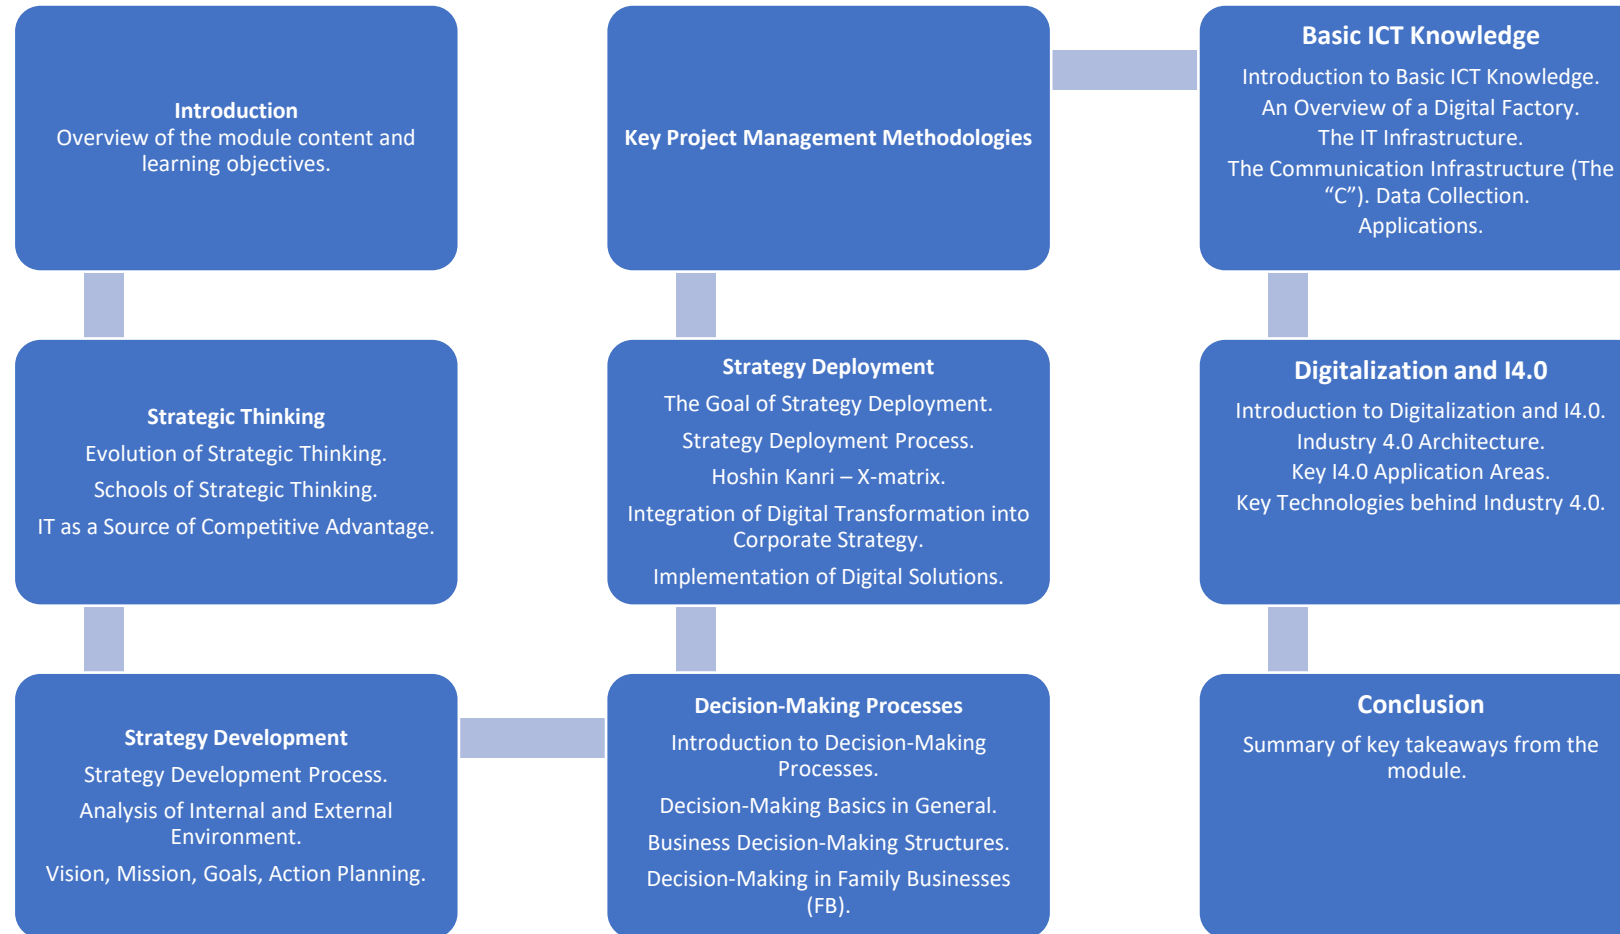 Introduction
Overview of the module content and
learning objectives.
Strategic Thinking
Evolution of Strategic Thinking.
Schools of Strategic Thinking.
IT as a Source of Competitive Advantage.
Strategy Development
Strategy Development Process.
Analysis of Internal and External
Environment.
Vision, Mission, Goals, Action Planning.
Decision-Making Processes
Introduction to Decision-Making
Processes.
Decision-Making Basics in General.
Business Decision-Making Structures.
Decision-Making in Family Businesses
(FB).
Strategy Deployment
The Goal of Strategy Deployment.
Strategy Deployment Process.
Hoshin Kanri – X-matrix.
Integration of Digital Transformation into
Corporate Strategy.
Implementation of Digital Solutions.
Key Project Management Methodologies
Basic ICT Knowledge
Introduction to Basic ICT Knowledge.
An Overview of a Digital Factory.
The IT Infrastructure.
The Communication Infrastructure (The
“C”). Data Collection.
Applications.
Digitalization and I4.0
Introduction to Digitalization and I4.0.
Industry 4.0 Architecture.
Key I4.0 Application Areas.
Key Technologies behind Industry 4.0.
Conclusion
Summary of key takeaways from the
module.